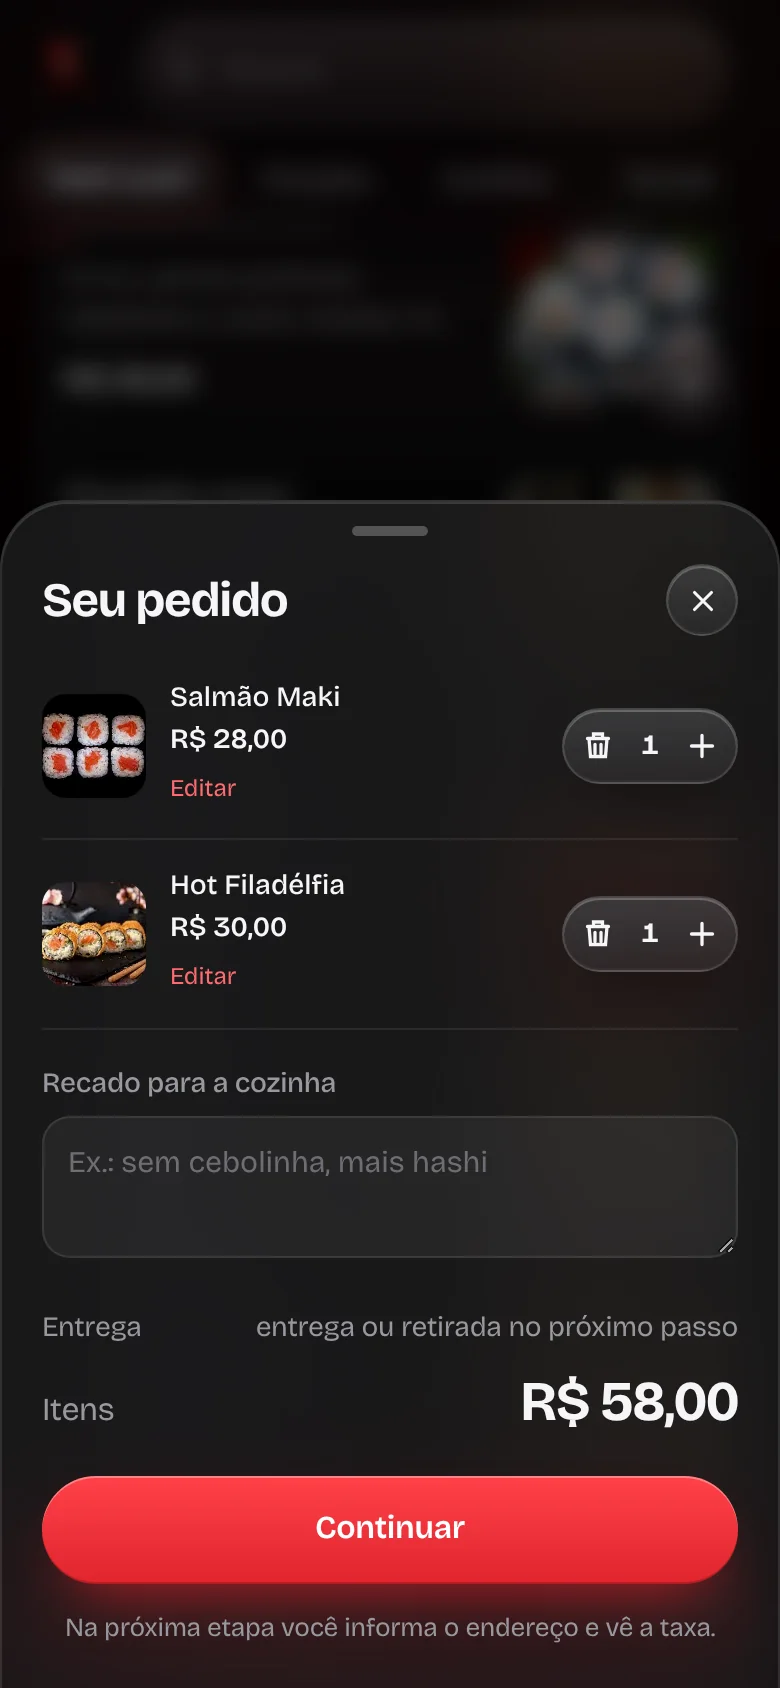 Seu pedido
Salmão Maki
R$ 28,00
Editar
1
Hot Filadélfia
R$ 30,00
Editar
1
Recado para a cozinha
Ex.: sem cebolinha, mais hashi
Entrega entrega ou retirada no próximo passo
Itens R$ 58,00
Continuar
Na próxima etapa você informa o endereço e vê a taxa.